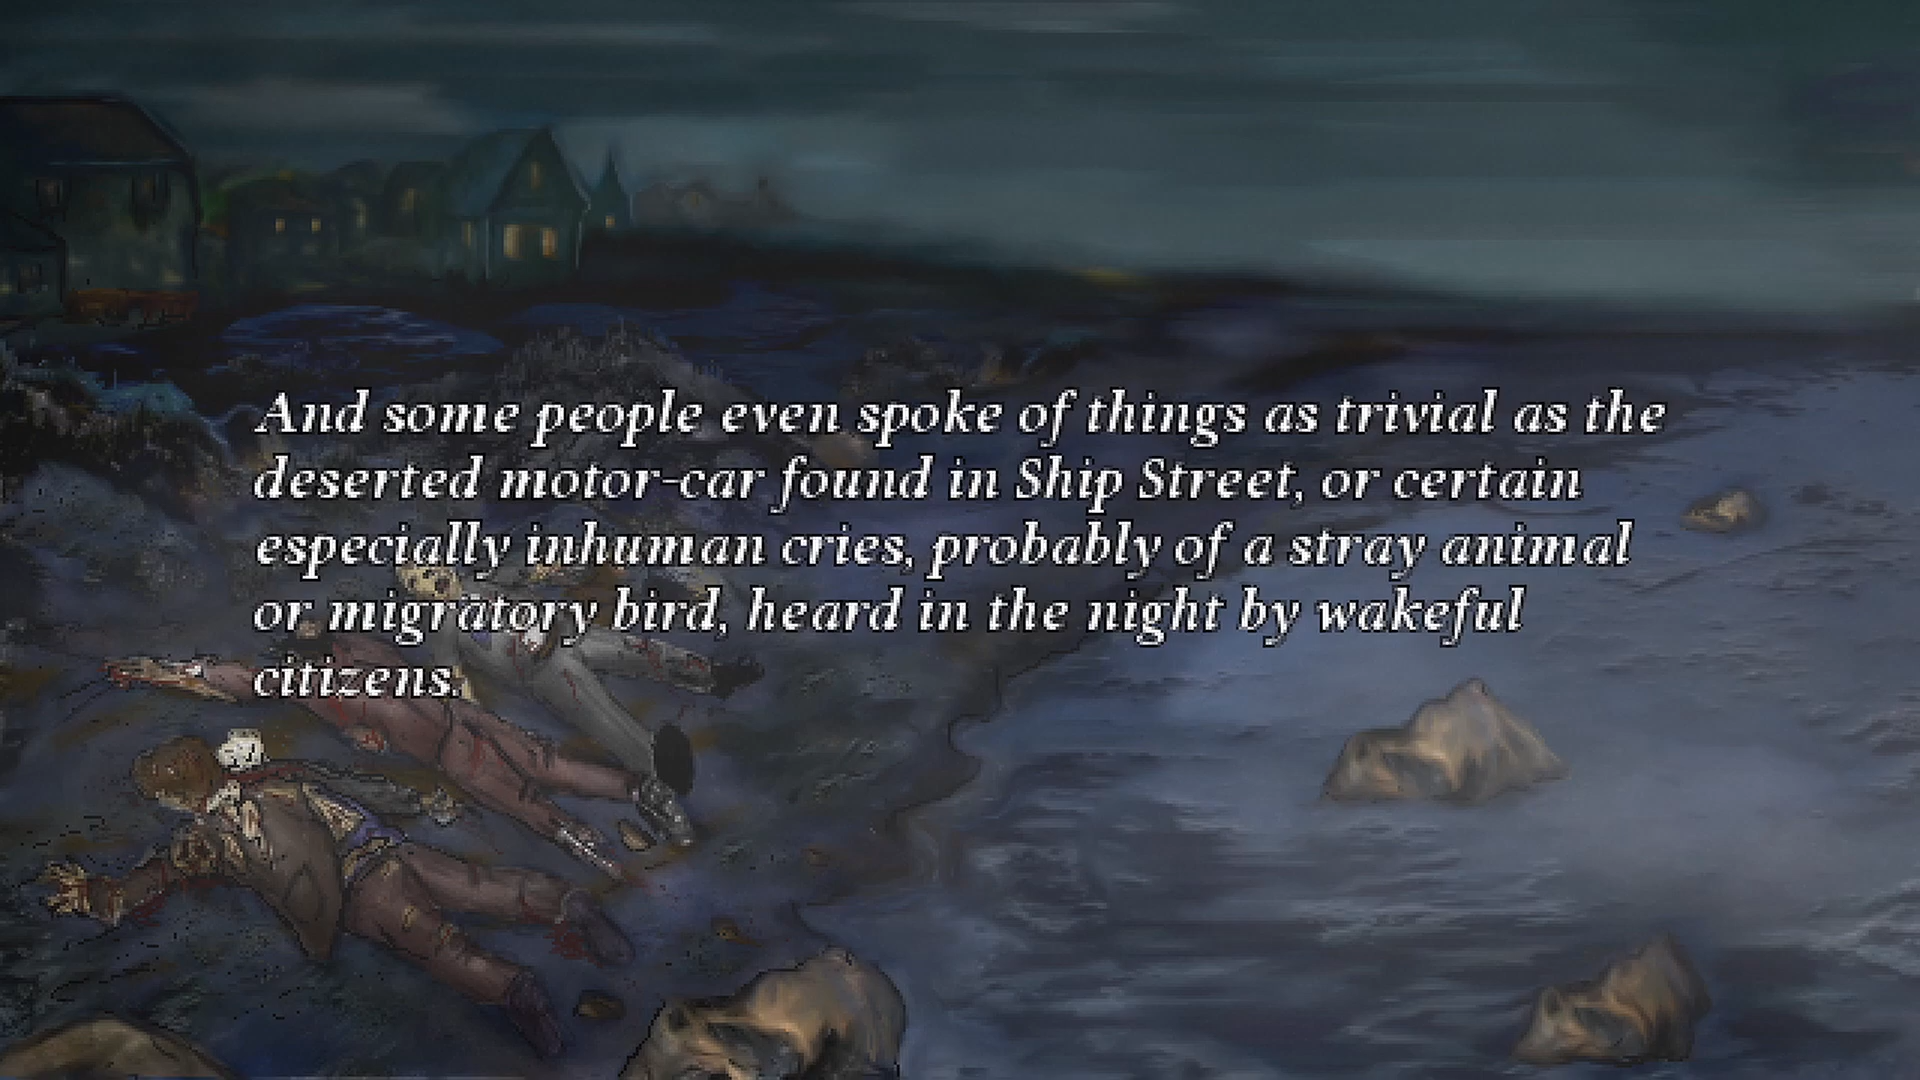 And some people even spoke of things as trivial as the
deserted motor-car found in Ship Street, or certain
especially inhuman cries, probably of a stray animal
or migratory bird, heard in the night by wakeful
citizens.